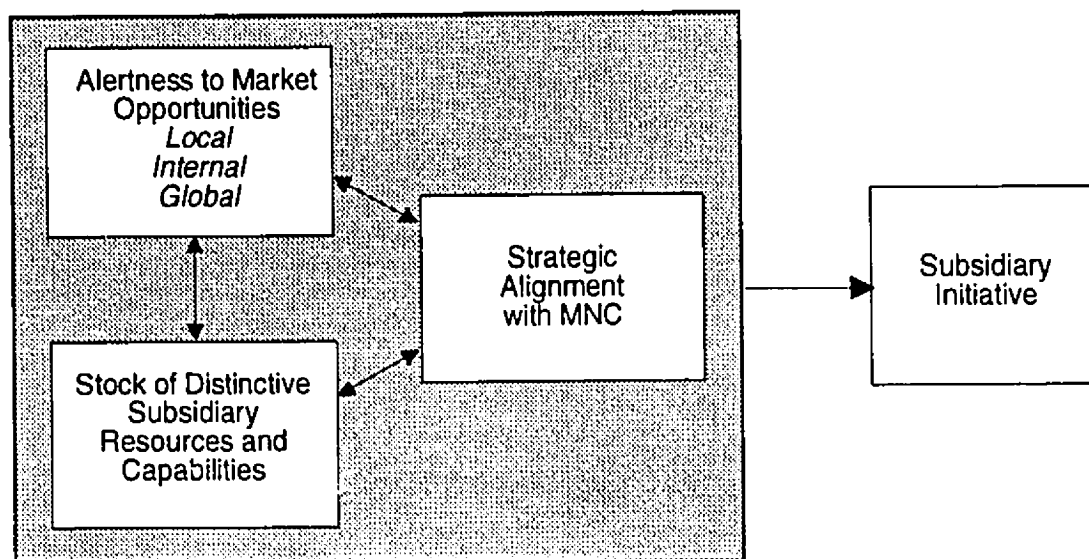 Alertness to Market
Opportunities
Local
Internal
Global
Strategic
Alignment
with MNC
Subsidiary
Initiative
Stock of Distinctive
Subsidiary
Resources and
Capabilities